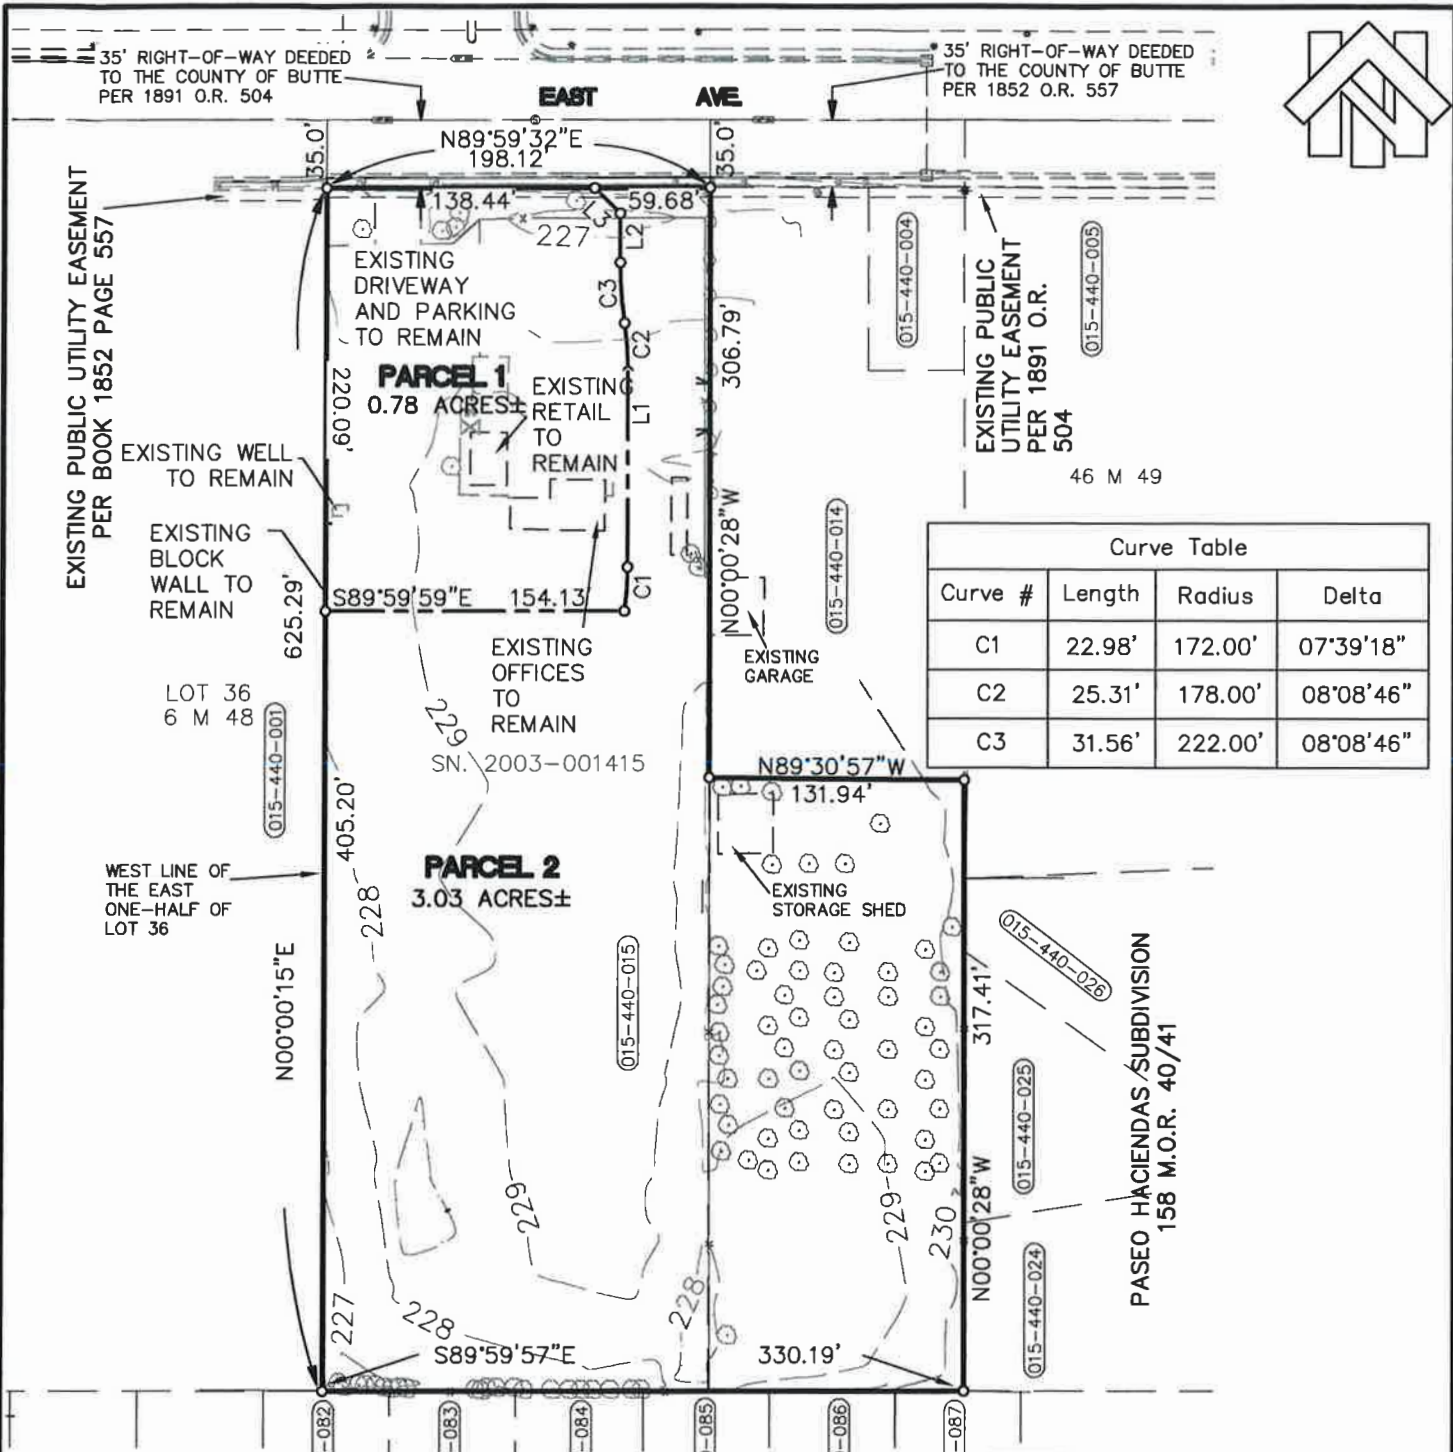 35' RIGHT-OF-WAY DEEDED
TO THE COUNTY OF BUTTE
PER 1891 O.R. 504
35' RIGHT-OF-WAY DEEDED
TO THE COUNTY OF BUTTE
PER 1852 O.R. 557
EAST AVE.
N89°59'32"E
198.12'
35.0'
35.0'
138.44'
59.68'
L3
L2
227
EXISTING PUBLIC UTILITY EASEMENT
PER BOOK 1852 PAGE 557
EXISTING
DRIVEWAY
AND PARKING
TO REMAIN
C3
C2
306.79'
015-440-004
EXISTING PUBLIC
UTILITY EASEMENT
PER 1891 O.R.
504
015-440-005
PARCEL 1
0.78 ACRES±
220.09'
EXISTING
RETAIL
TO
REMAIN
L1
EXISTING WELL
TO REMAIN
46 M 49
EXISTING
BLOCK
WALL TO
REMAIN
N00°00'28"W
015-440-014
C1
S89°59'59"E 154.13'
625.29'
EXISTING
OFFICES
TO
REMAIN
EXISTING
GARAGE
Curve Table
Curve # Length Radius Delta
C1 22.98' 172.00' 07°39'18"
C2 25.31' 178.00' 08°08'46"
C3 31.56' 222.00' 08°08'46"
LOT 36
6 M 48
015-440-001
229
SN. 2003-001415
N89°30'57"W
131.94'
405.20'
PARCEL 2
3.03 ACRES±
WEST LINE OF
THE EAST
ONE-HALF OF
LOT 36
228
EXISTING
STORAGE SHED
015-440-026
N00°00'15"E
015-440-015
317.41'
PASEO HACIENDAS SUBDIVISION
158 M.O.R. 40/41
015-440-025
229
229
230
N00°00'28"W
015-440-024
227
228
228
S89°59'57"E
330.19'
-082
-083
-084
-085
-086
-087